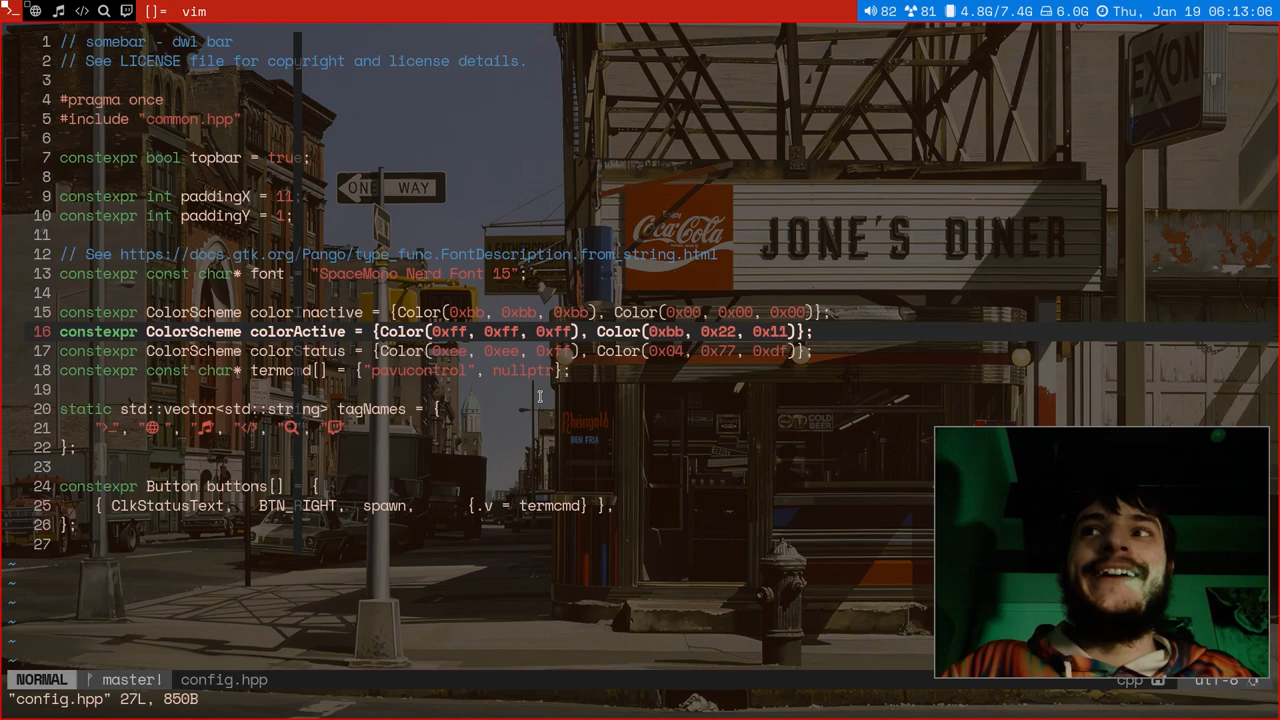 []= vim 82 81 4.8G/7.4G 6.0G Thu, Jan 19 06:13:06
1 // somebar - dwl bar
2 // See LICENSE file for copyright and license details.
3
4 #pragma once
5 #include "common.hpp"
6
7 constexpr bool topbar = true;
8
9 constexpr int paddingX = 11;
10 constexpr int paddingY = 1;
11
12 // See https://docs.gtk.org/Pango/type_func.FontDescription.from_string.html
13 constexpr const char* font = "SpaceMono Nerd Font 15";
14
15 constexpr ColorScheme colorInactive = {Color(0xbb, 0xbb, 0xbb), Color(0x00, 0x00, 0x00)};
16 constexpr ColorScheme colorActive = {Color(0xff, 0xff, 0xff), Color(0xbb, 0x22, 0x11)};
17 constexpr ColorScheme colorStatus = {Color(0xee, 0xee, 0xff), Color(0x04, 0x77, 0xdf)};
18 constexpr const char* termcmd[] = {"pavucontrol", nullptr};
19
20 static std::vector<std::string> tagNames = {
21 ">_", "", "", "</>", "", ""
22 };
23
24 constexpr Button buttons[] = {
25 { ClkStatusText, BTN_RIGHT, spawn, {.v = termcmd} },
26 };
27
~
~
~
~
~
~
NORMAL master! config.hpp cpp utf-8
"config.hpp" 27L, 850B
ONE WAY
Enjoy
Coca-Cola
JONE'S DINER
EXXON
Rheingold
COLD BEER